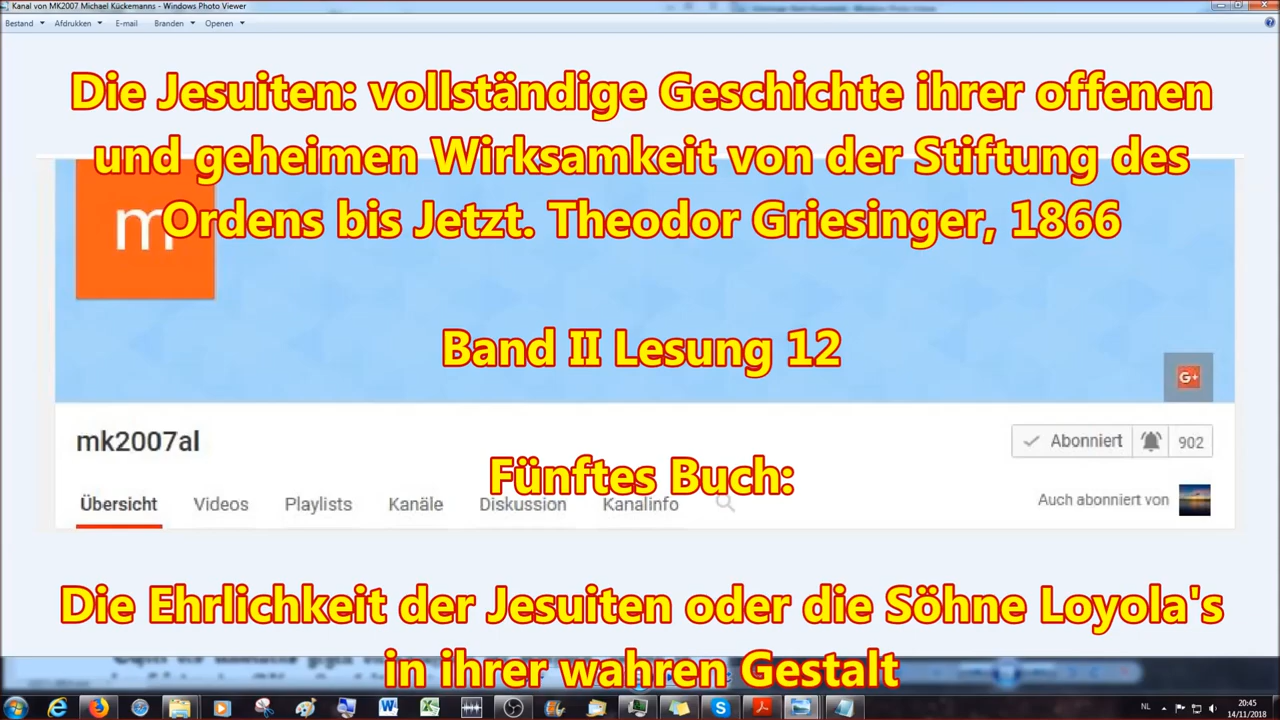 Kanal von MK2007 Michael Kückemanns - Windows Photo Viewer
Bestand Afdrukken E-mail Branden Openen
Die Jesuiten: vollständige Geschichte ihrer offenen
und geheimen Wirksamkeit von der Stiftung des
Ordens bis Jetzt. Theodor Griesinger, 1866
m
Band II Lesung 12
G+
mk2007al
Abonniert 902
Fünftes Buch:
Übersicht Videos Playlists Kanäle Diskussion Kanalinfo
Auch abonniert von
Die Ehrlichkeit der Jesuiten oder die Söhne Loyola's
in ihrer wahren Gestalt
NL
20:45
14/11/2018